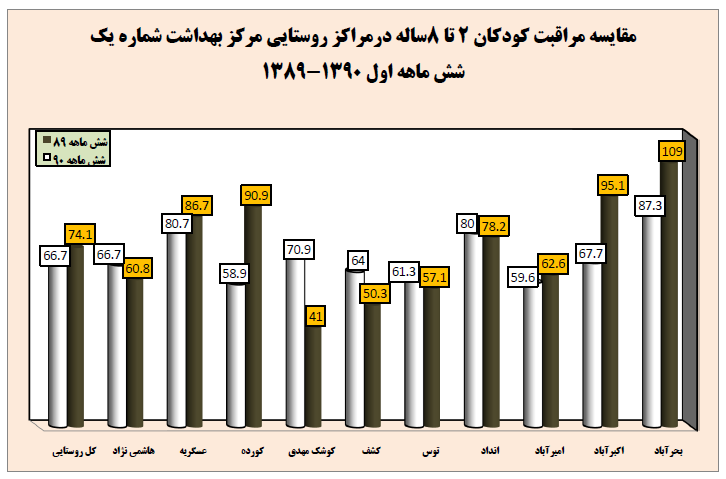 مقایسه مراقبت کودکان ۲ تا ۸ساله درمراکز روستایی مرکز بهداشت شماره یک
شش ماهه اول ۱۳۹۰-۱۳۸۹
شش ماهه ۸۹
شش ماهه ۹۰
109
87.3
95.1
67.7
62.6
59.6
78.2
80
57.1
61.3
50.3
64
41
70.9
90.9
58.9
86.7
80.7
60.8
66.7
74.1
66.7
بحرآباد
اکبرآباد
امیرآباد
انداد
توس
کشف
کوشک مهدی
کورده
عسگریه
هاشمی نژاد
کل روستایی